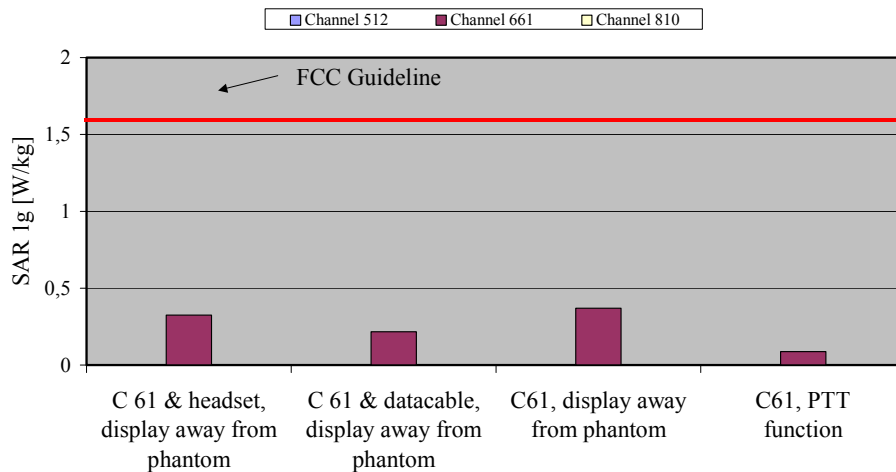 Channel 512 Channel 661 Channel 810
2
FCC Guideline
1,5
1
0,5
0
SAR 1g [W/kg]
C 61 & headset,
display away from
phantom
C 61 & datacable,
display away from
phantom
C61, display away
from phantom
C61, PTT
function